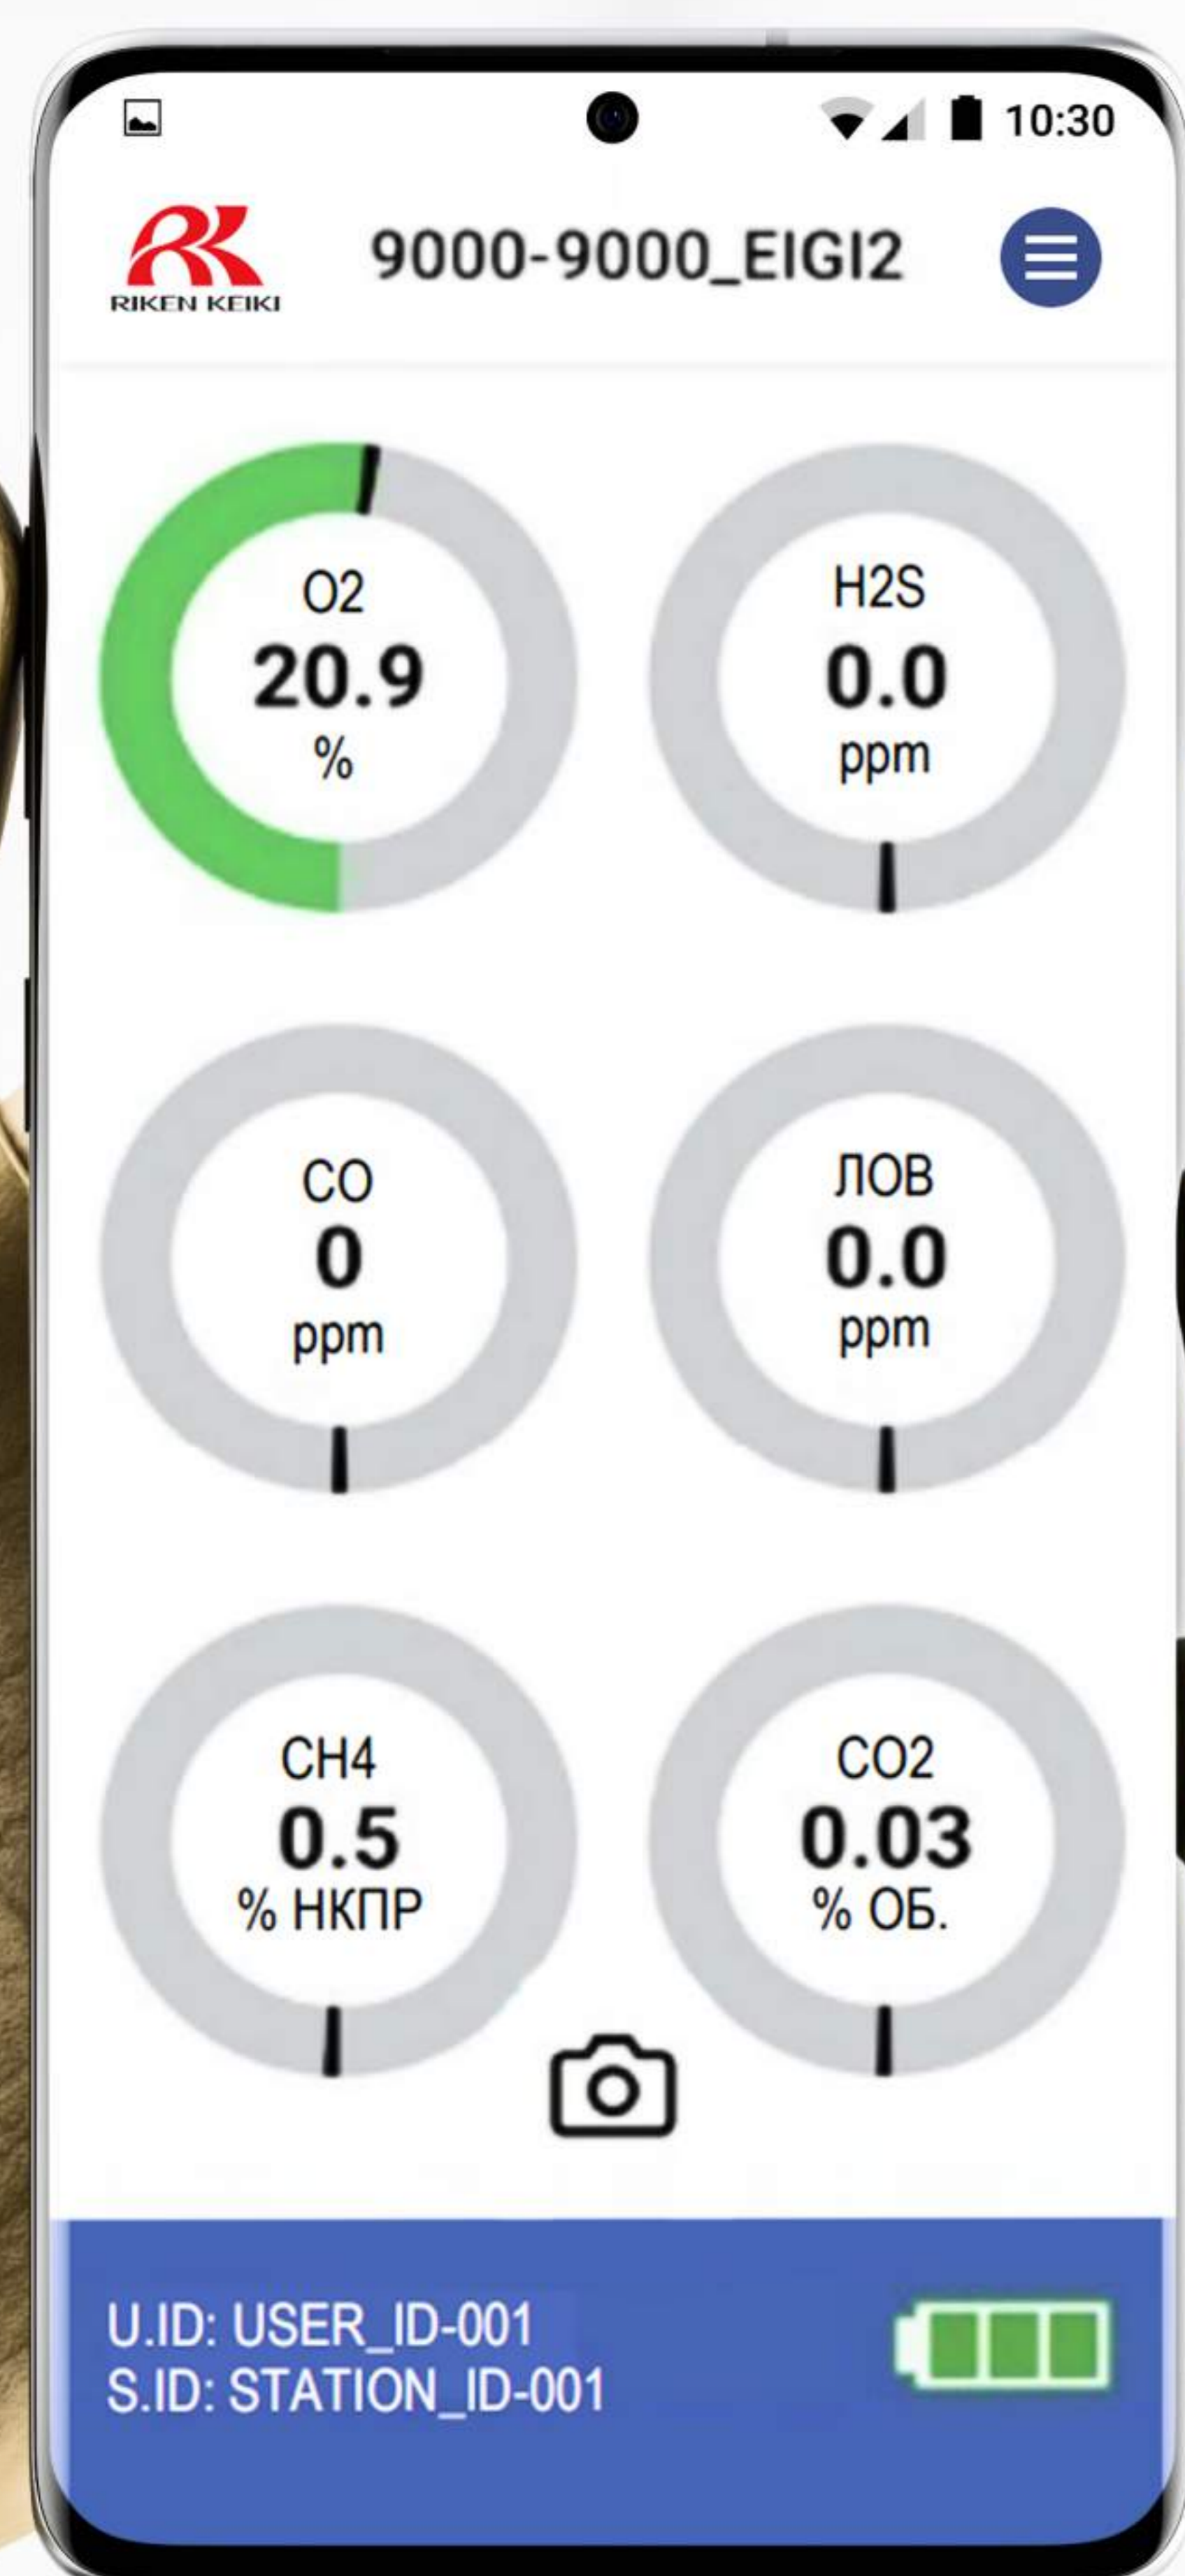 10:30
RIKEN KEIKI
9000-9000_EIGI2
O2
20.9
%
H2S
0.0
ppm
CO
0
ppm
ЛОВ
0.0
ppm
CH4
0.5
% НКПР
CO2
0.03
% ОБ.
U.ID: USER_ID-001
S.ID: STATION_ID-001